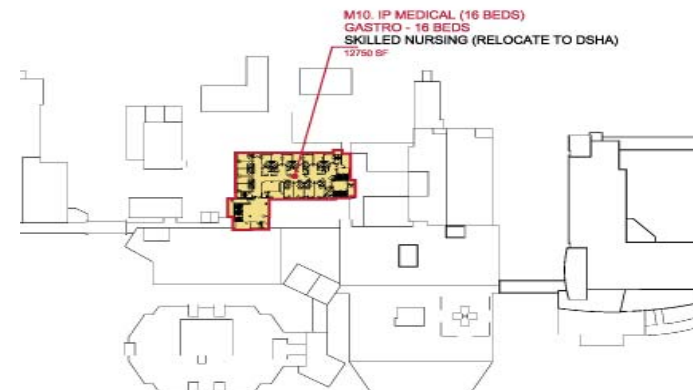 M10. IP MEDICAL (16 BEDS)
GASTRO - 16 BEDS
SKILLED NURSING (RELOCATE TO DSHA)
12750 SF